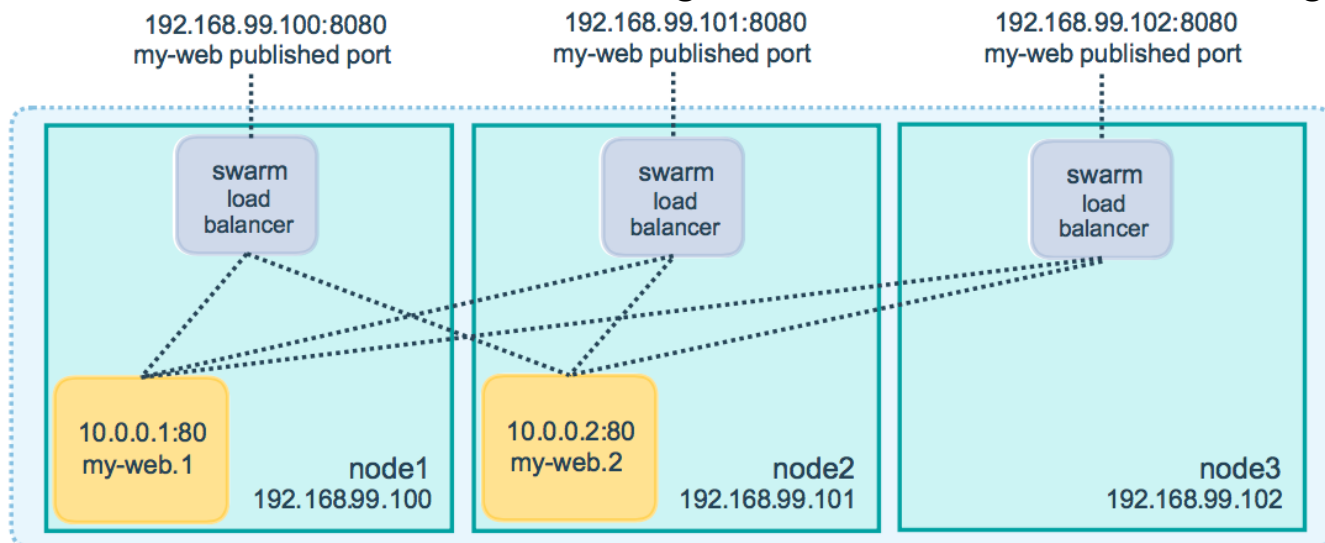 192.168.99.100:8080
my-web published port
192.168.99.101:8080
my-web published port
192.168.99.102:8080
my-web published port
swarm
load
balancer
swarm
load
balancer
swarm
load
balancer
10.0.0.1:80
my-web.1
node1
192.168.99.100
10.0.0.2:80
my-web.2
node2
192.168.99.101
node3
192.168.99.102